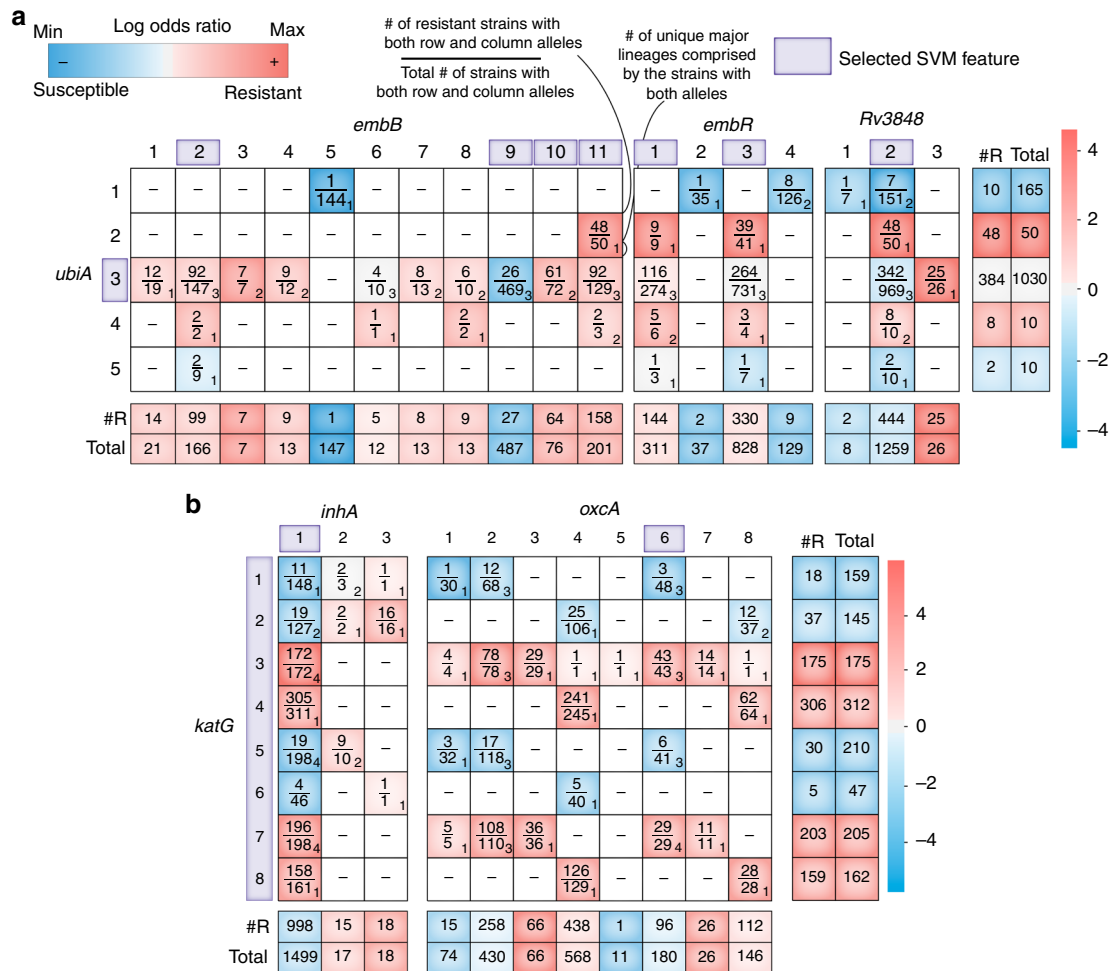 a
Min Log odds ratio Max
– +
Susceptible Resistant
# of resistant strains with
both row and column alleles
Total # of strains with
both row and column alleles
# of unique major
lineages comprised
by the strains with
both alleles
Selected SVM feature
embB embR Rv3848
1 2 3 4 5 6 7 8 9 10 11 1 2 3 4 1 2 3 #R Total
ubiA
1 – – – – 1/144 1 – – – – – – – 1/35 1 – 8/126 2 1/7 1 7/151 2 – 10 165
2 – – – – – – – – – – 48/50 1 9/9 1 – 39/41 1 – – 48/50 1 – 48 50
3 12/19 1 92/147 3 7/7 2 9/12 2 – 4/10 3 8/13 2 6/10 2 26/469 3 61/72 2 92/129 3 116/274 3 – 264/731 3 – – 342/969 3 25/26 1 384 1030
4 – 2/2 1 – – – 1/1 1 – 2/2 1 – – 2/3 2 5/6 2 – 3/4 1 – – 8/10 2 – 8 10
5 – 2/9 1 – – – – – – – – – 1/3 1 – 1/7 1 – – 2/10 1 – 2 10
#R 14 99 7 9 1 5 8 9 27 64 158 144 2 330 9 2 444 25
Total 21 166 7 13 147 12 13 13 487 76 201 311 37 828 129 8 1259 26
4
2
0
–2
–4
b
inhA oxcA
1 2 3 1 2 3 4 5 6 7 8 #R Total
katG
1 11/148 1 2/3 2 1/1 1 1/30 1 12/68 3 – – – 3/48 3 – – 18 159
2 19/127 2 2/2 1 16/16 1 – – – 25/106 1 – – – 12/37 2 37 145
3 172/172 4 – – 4/4 1 78/78 3 29/29 1 1/1 1 1/1 1 43/43 3 14/14 1 1/1 1 175 175
4 305/311 1 – – – – – 241/245 1 – – – 62/64 1 306 312
5 19/198 4 9/10 2 – 3/32 1 17/118 3 – – – 6/41 3 – – 30 210
6 4/46 – 1/1 1 – – – 5/40 1 – – – – 5 47
7 196/198 4 – – 5/5 1 108/110 3 36/36 1 – – 29/29 4 11/11 1 – 203 205
8 158/161 1 – – – – – 126/129 1 – – – 28/28 1 159 162
#R 998 15 18 15 258 66 438 1 96 26 112
Total 1499 17 18 74 430 66 568 11 180 26 146
4
2
0
–2
–4